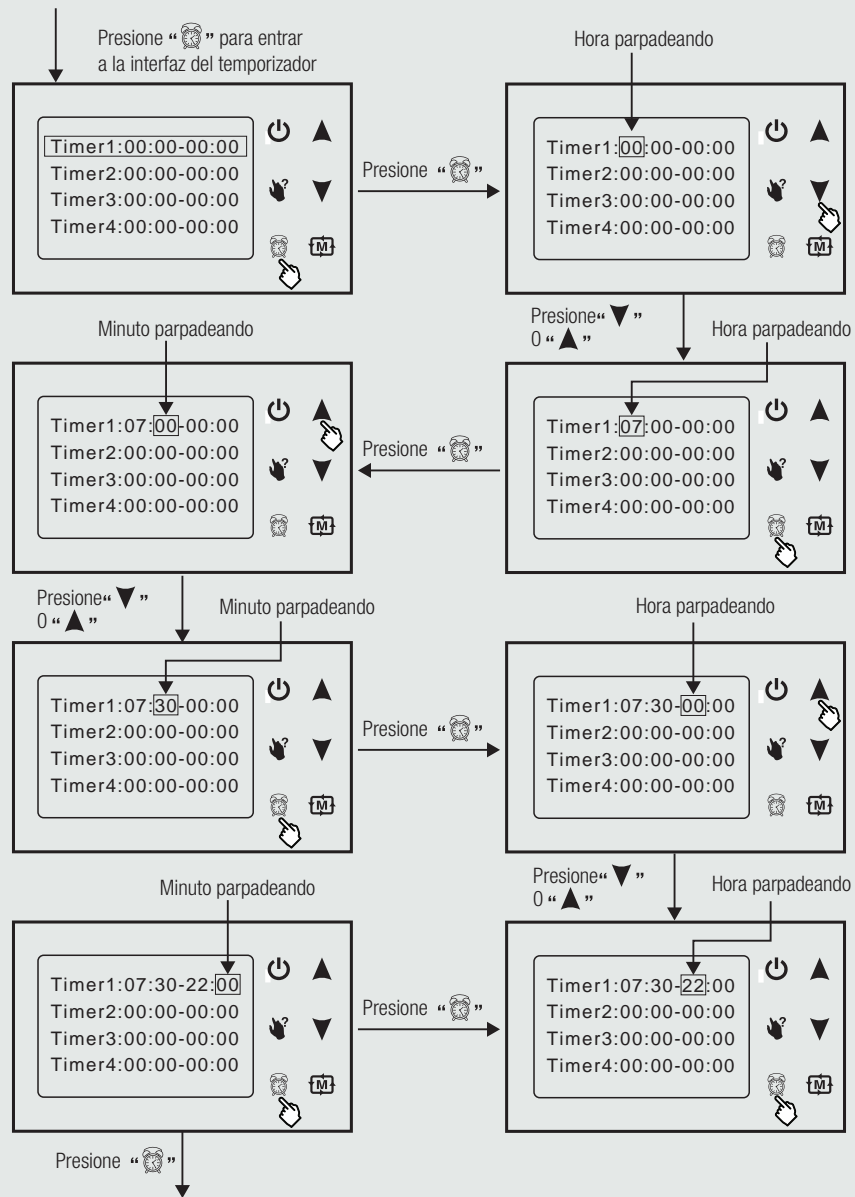 Presione “ ” para entrar
a la interfaz del temporizador
Hora parpadeando
Timer1:00:00-00:00
Timer2:00:00-00:00
Timer3:00:00-00:00
Timer4:00:00-00:00
?
M
Presione “ ”
Timer1:00:00-00:00
Timer2:00:00-00:00
Timer3:00:00-00:00
Timer4:00:00-00:00
?
M
Presione“▼”
O “▲”
Hora parpadeando
Timer1:07:00-00:00
Timer2:00:00-00:00
Timer3:00:00-00:00
Timer4:00:00-00:00
?
M
Presione “ ”
Minuto parpadeando
Timer1:07:00-00:00
Timer2:00:00-00:00
Timer3:00:00-00:00
Timer4:00:00-00:00
?
M
Presione“▼”
O “▲”
Minuto parpadeando
Timer1:07:30-00:00
Timer2:00:00-00:00
Timer3:00:00-00:00
Timer4:00:00-00:00
?
M
Presione “ ”
Hora parpadeando
Timer1:07:30-00:00
Timer2:00:00-00:00
Timer3:00:00-00:00
Timer4:00:00-00:00
?
M
Presione“▼”
O “▲”
Hora parpadeando
Timer1:07:30-22:00
Timer2:00:00-00:00
Timer3:00:00-00:00
Timer4:00:00-00:00
?
M
Presione “ ”
Minuto parpadeando
Timer1:07:30-22:00
Timer2:00:00-00:00
Timer3:00:00-00:00
Timer4:00:00-00:00
?
M
Presione “ ”